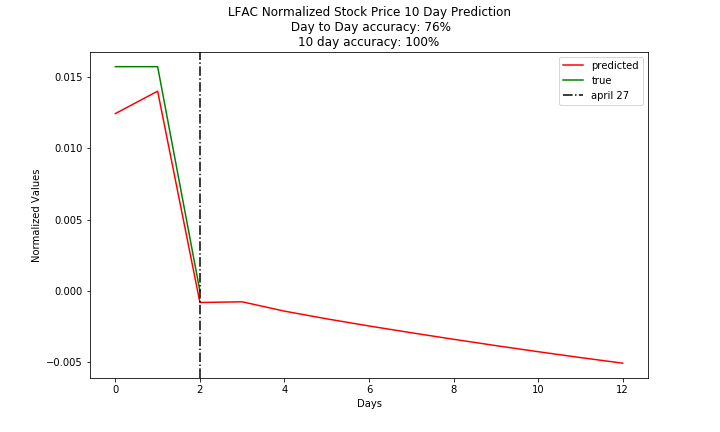 LFAC Normalized Stock Price 10 Day Prediction
Day to Day accuracy: 76%
10 day accuracy: 100%
predicted
true
april 27
0.015
0.010
0.005
0.000
−0.005
Normalized Values
0 2 4 6 8 10 12
Days